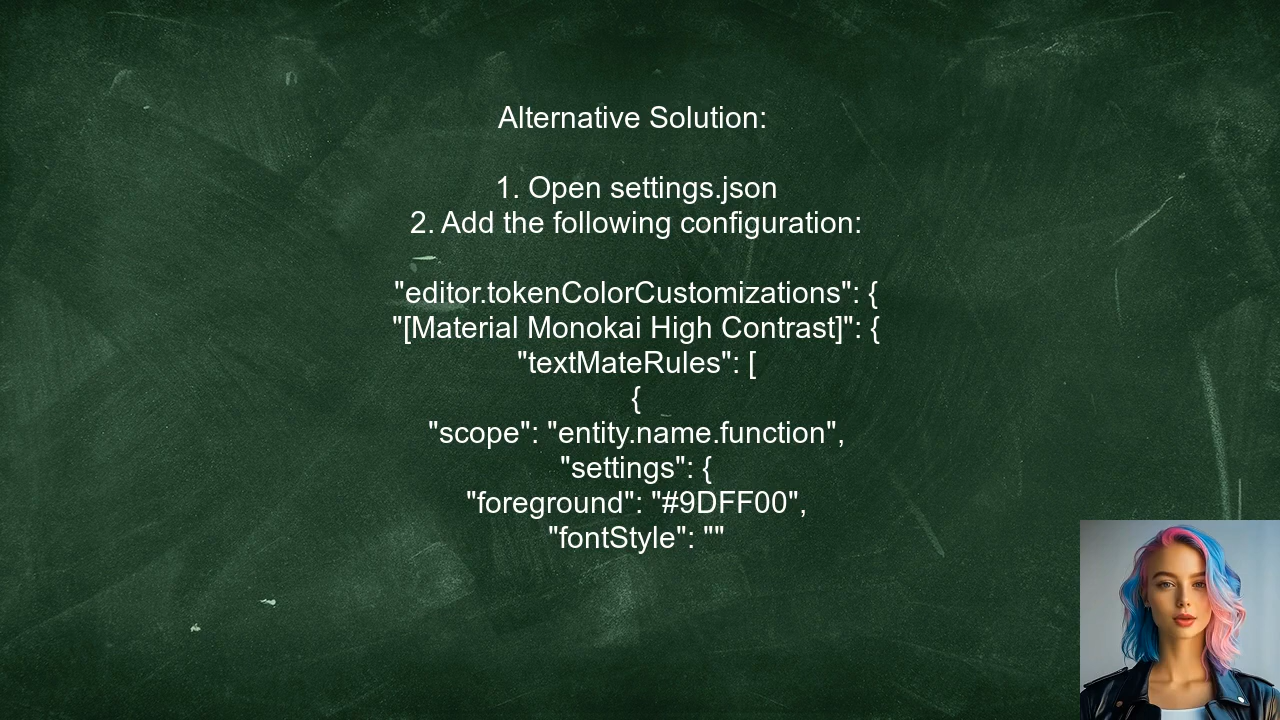 Alternative Solution:
1. Open settings.json
2. Add the following configuration:
"editor.tokenColorCustomizations": {
"[Material Monokai High Contrast]": {
"textMateRules": [
{
"scope": "entity.name.function",
"settings": {
"foreground": "#9DFF00",
"fontStyle": ""